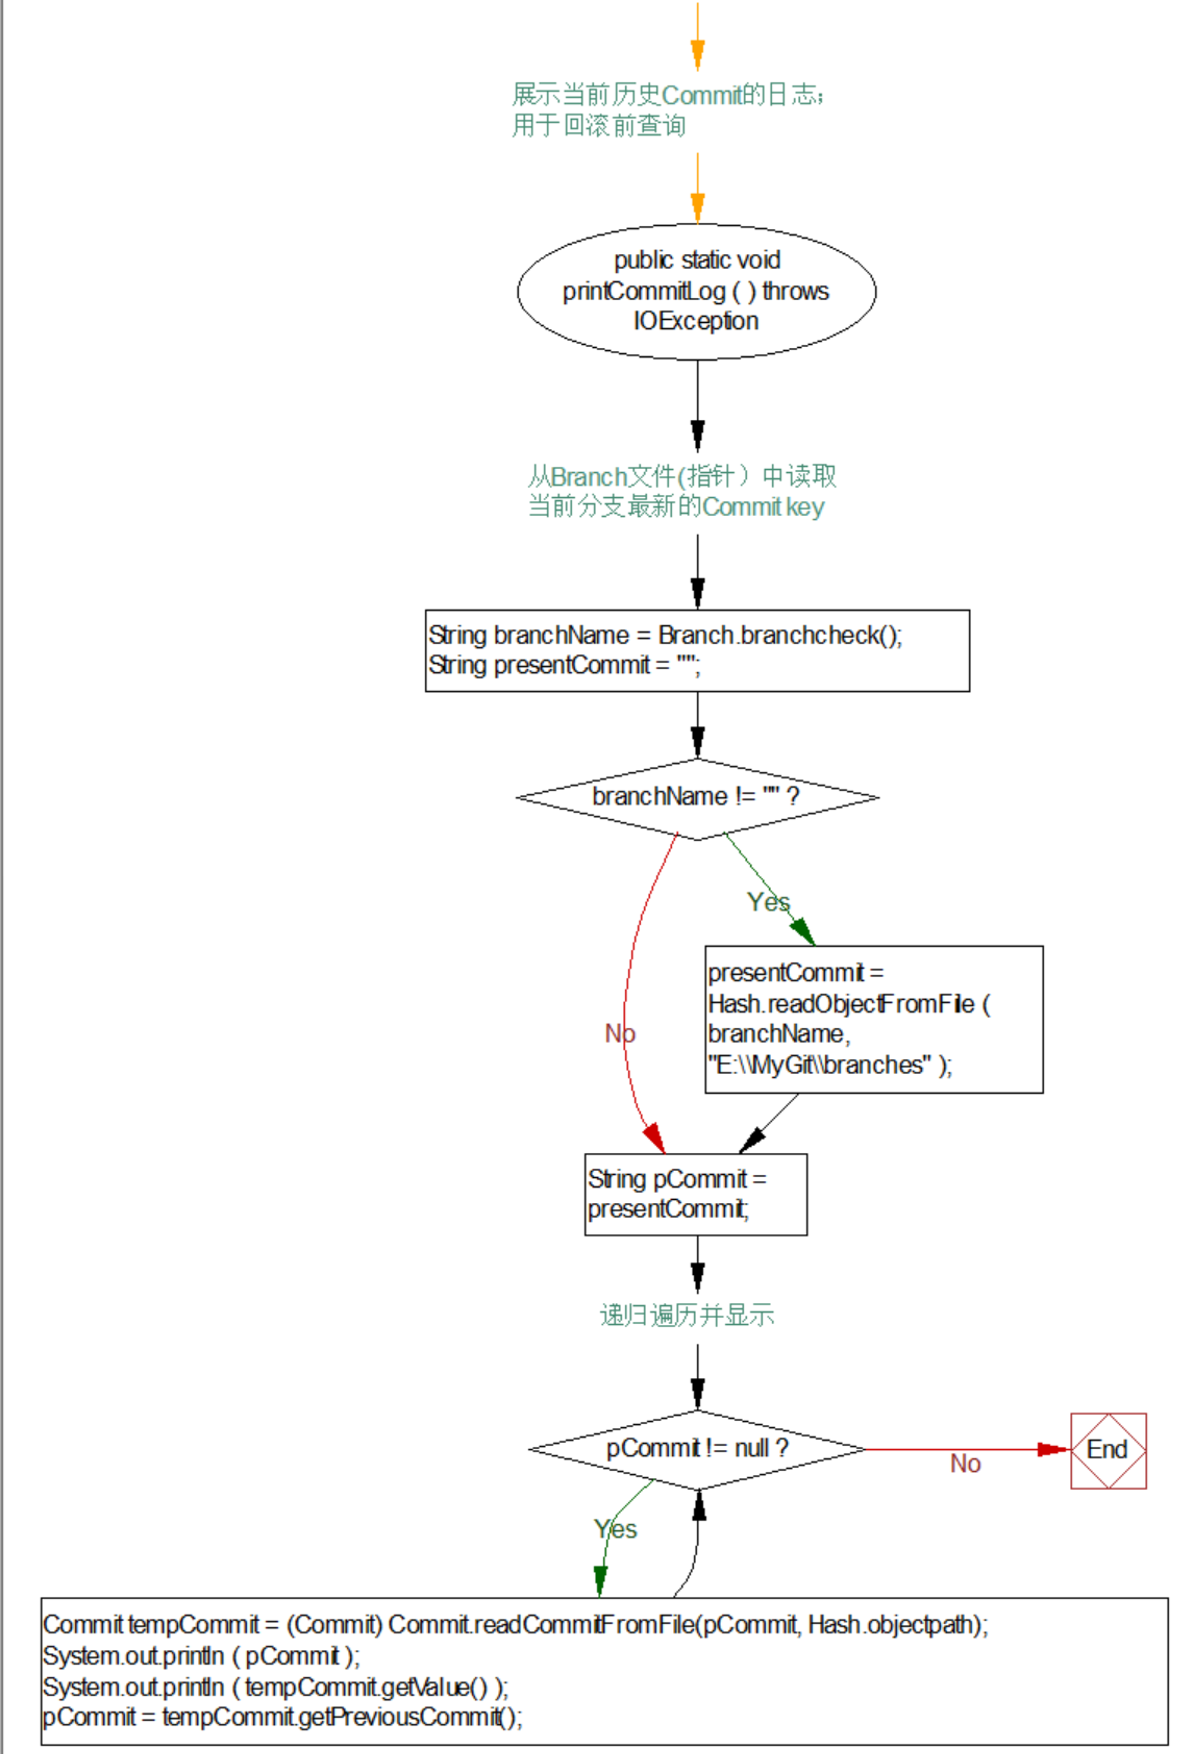 展示当前历史Commit的日志；
用于回滚前查询
public static void
printCommitLog ( ) throws
IOException
从Branch文件(指针）中读取
当前分支最新的Commit key
String branchName = Branch.branchcheck();
String presentCommit = "";
branchName != "" ?
Yes
No
presentCommit =
Hash.readObjectFromFile (
branchName,
"E:\\MyGit\\branches" );
String pCommit =
presentCommit;
递归遍历并显示
pCommit != null ?
No
End
Yes
Commit tempCommit = (Commit) Commit.readCommitFromFile(pCommit, Hash.objectpath);
System.out.println ( pCommit );
System.out.println ( tempCommit.getValue() );
pCommit = tempCommit.getPreviousCommit();